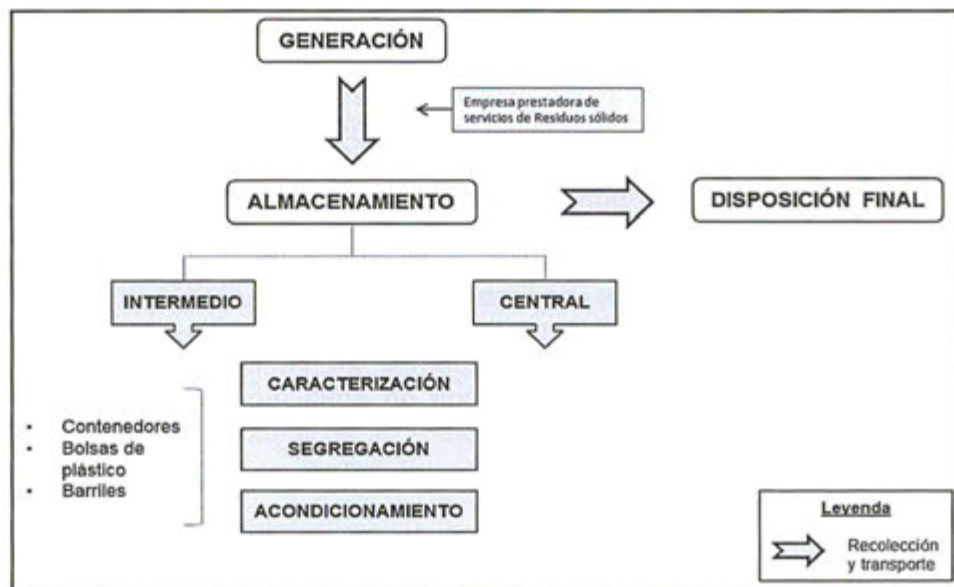 GENERACIÓN
Empresa prestadora de
servicios de Residuos sólidos
ALMACENAMIENTO
DISPOSICIÓN FINAL
INTERMEDIO
CENTRAL
CARACTERIZACIÓN
• Contenedores
• Bolsas de
plástico
• Barriles
SEGREGACIÓN
ACONDICIONAMIENTO
Leyenda
Recolección
y transporte